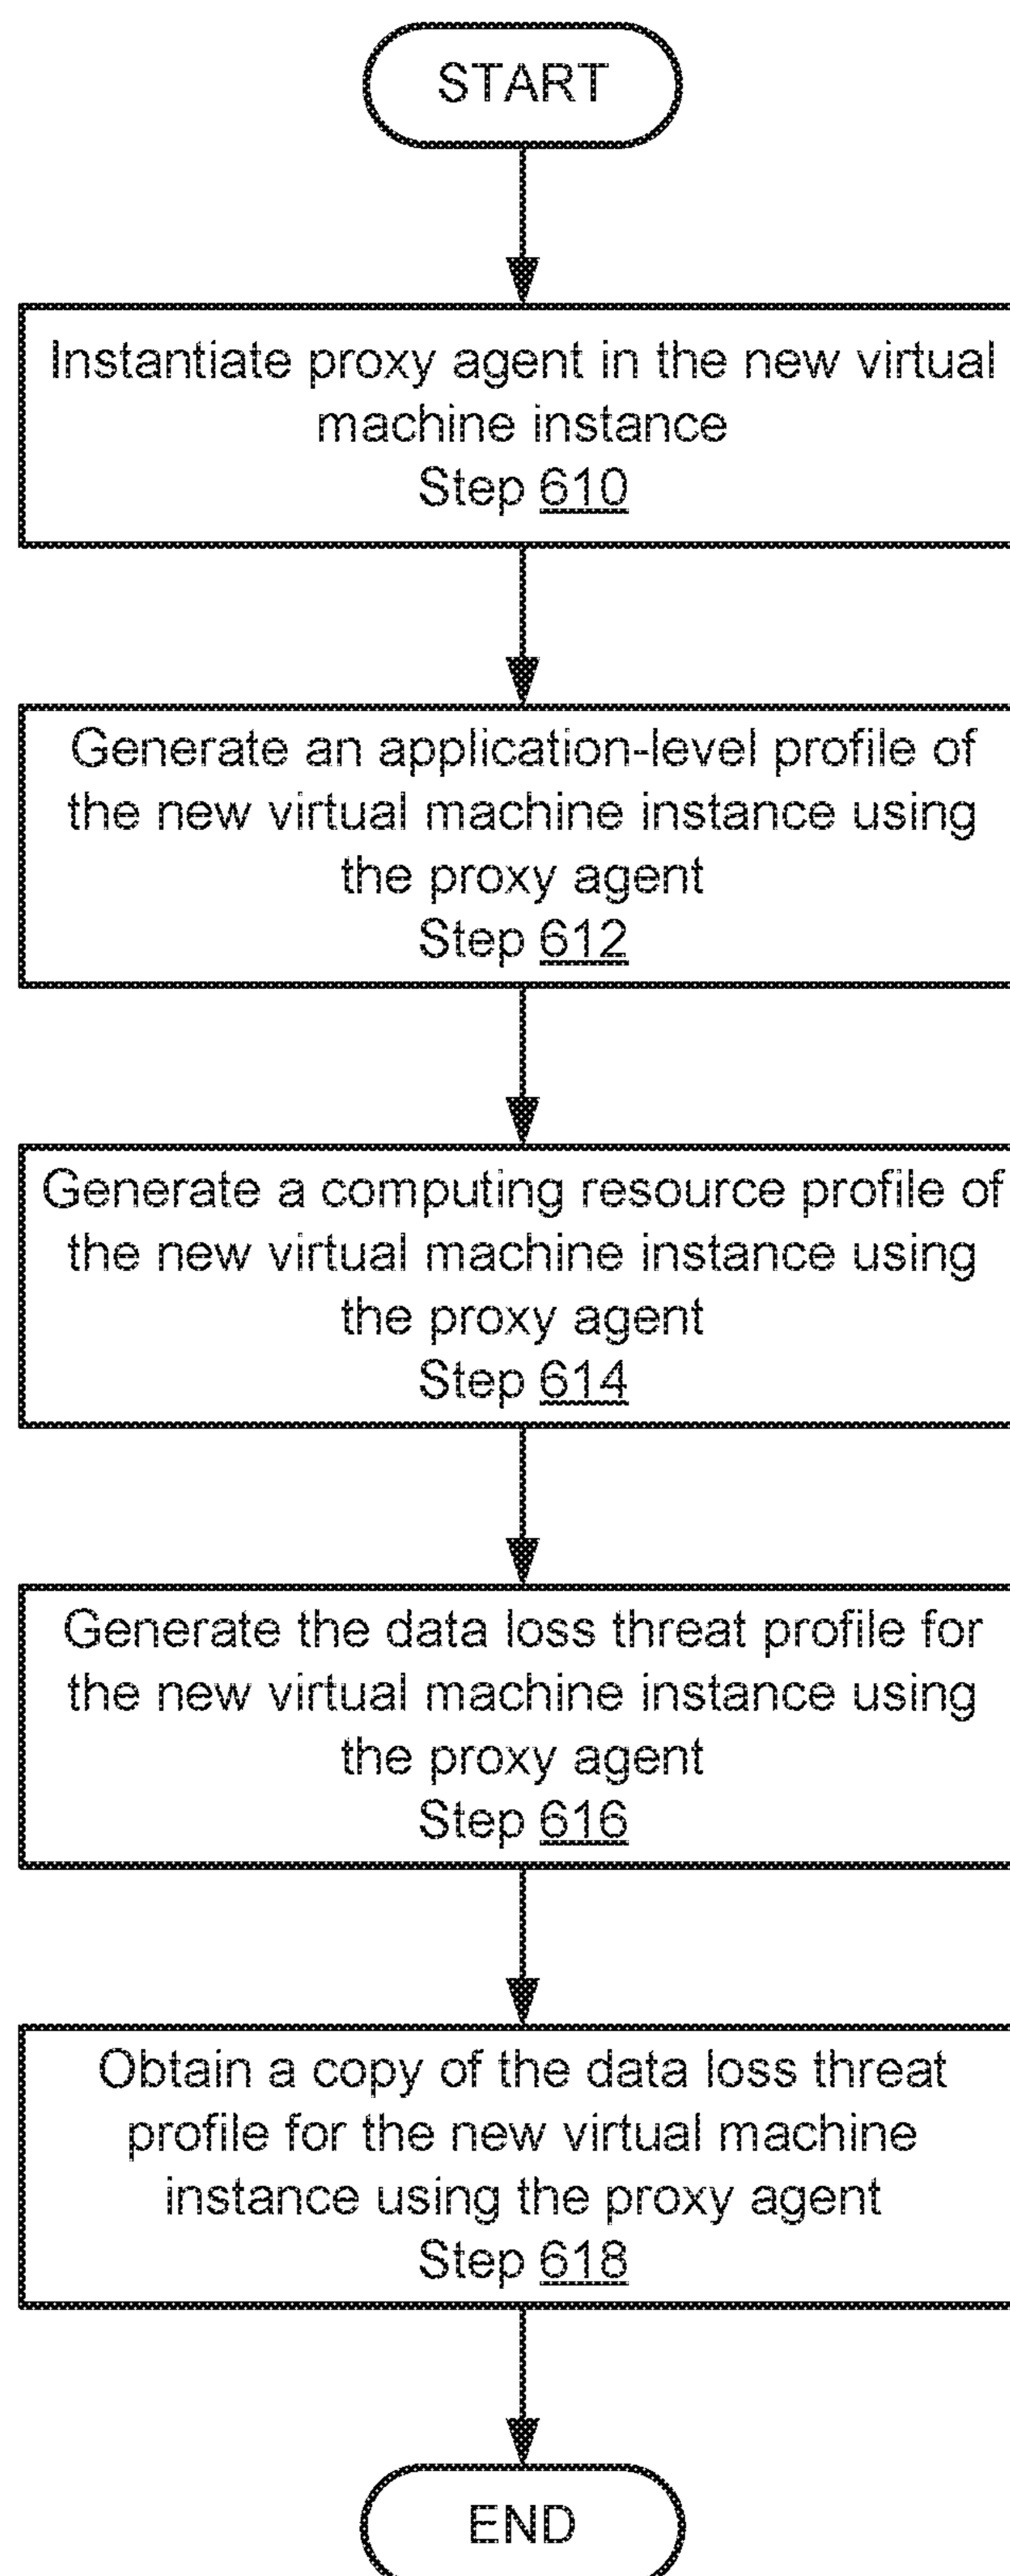 START
Instantiate proxy agent in the new virtual
machine instance
Step 610
Generate an application-level profile of
the new virtual machine instance using
the proxy agent
Step 612
Generate a computing resource profile of
the new virtual machine instance using
the proxy agent
Step 614
Generate the data loss threat profile for
the new virtual machine instance using
the proxy agent
Step 616
Obtain a copy of the data loss threat
profile for the new virtual machine
instance using the proxy agent
Step 618
END